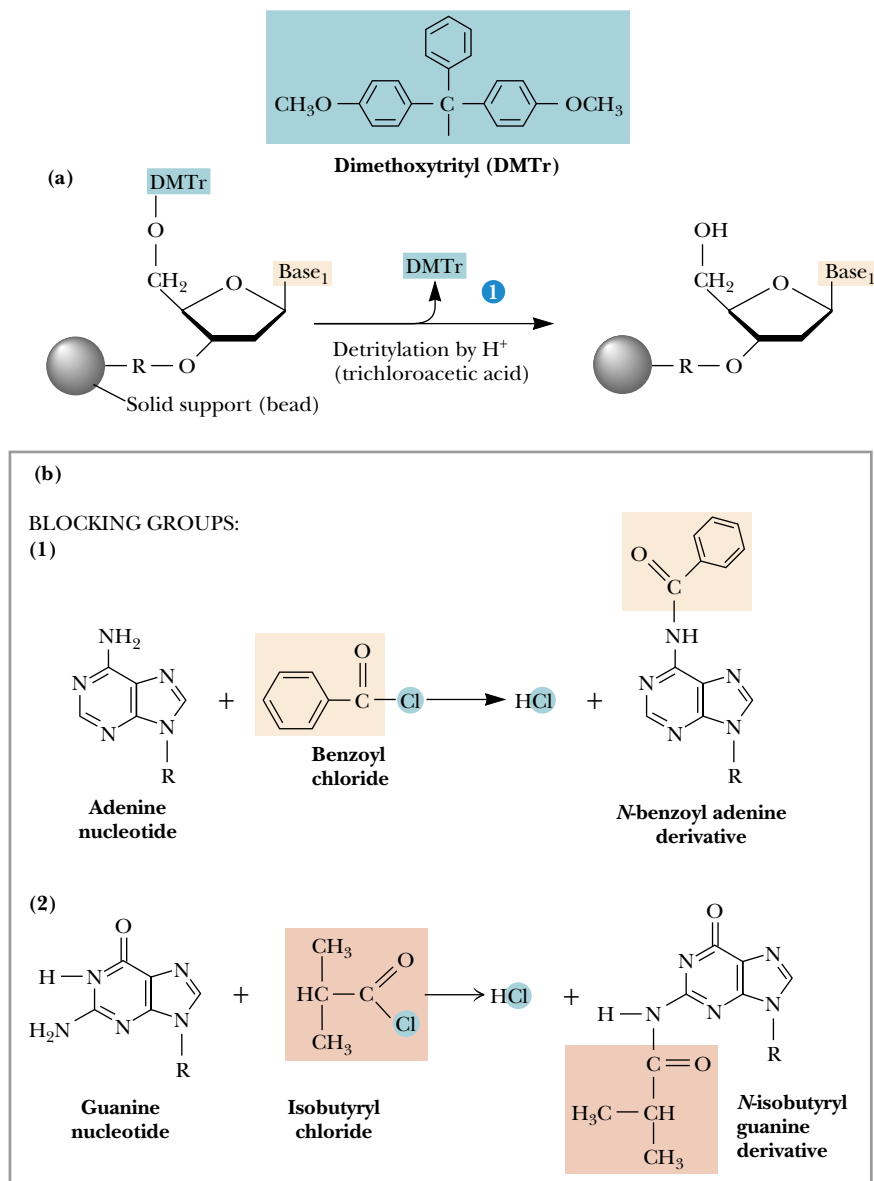 CH₃O
C
OCH₃
Dimethoxytrityl (DMTr)
(a)
DMTr
O
CH₂
O
Base₁
R
O
Solid support (bead)
DMTr
1
Detritylation by H⁺
(trichloroacetic acid)
OH
CH₂
O
Base₁
R
O
(b)
BLOCKING GROUPS:
(1)
NH₂
N
N
N
N
R
Adenine
nucleotide
+
O
C
Cl
Benzoyl
chloride
HCl
+
O
C
NH
N
N
N
N
R
N-benzoyl adenine
derivative
(2)
O
H
N
N
H₂N
N
N
R
Guanine
nucleotide
+
CH₃
O
HC
C
Cl
CH₃
Isobutyryl
chloride
HCl
+
O
N
N
H
N
N
N
R
C
O
H₃C
CH
CH₃
N-isobutyryl
guanine
derivative